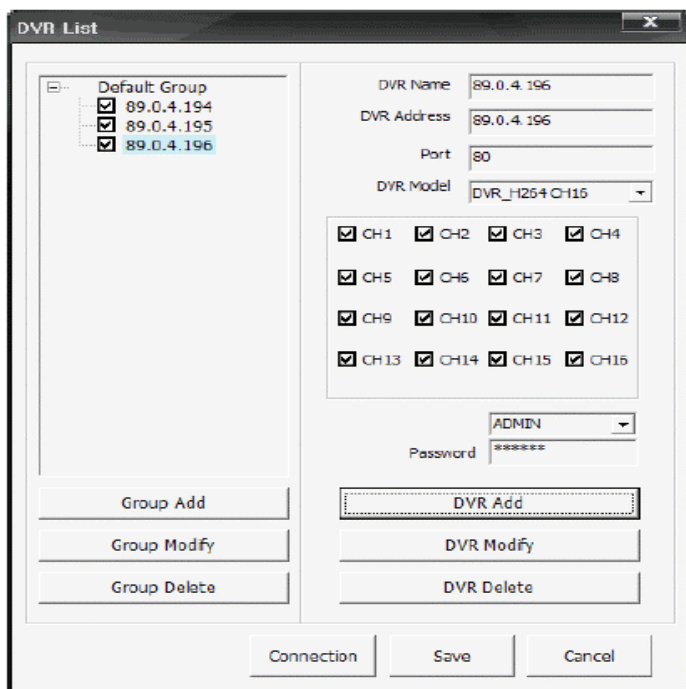 DVR List
X
Default Group
89.0.4.194
89.0.4.195
89.0.4.196
Group Add
Group Modify
Group Delete
DVR Name 89.0.4.196
DVR Address 89.0.4.196
Port 80
DVR Model DVR_H264 CH16
CH1 CH2 CH3 CH4
CH5 CH6 CH7 CH8
CH9 CH10 CH11 CH12
CH13 CH14 CH15 CH16
ADMIN
Password ******
DVR Add
DVR Modify
DVR Delete
Connection Save Cancel